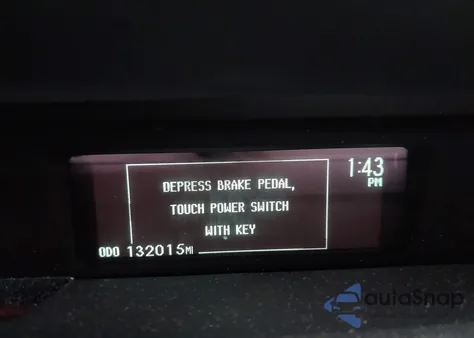 1:43
PM
DEPRESS BRAKE PEDAL,
TOUCH POWER SWITCH
WITH KEY
ODO 132015MI
autoSnap